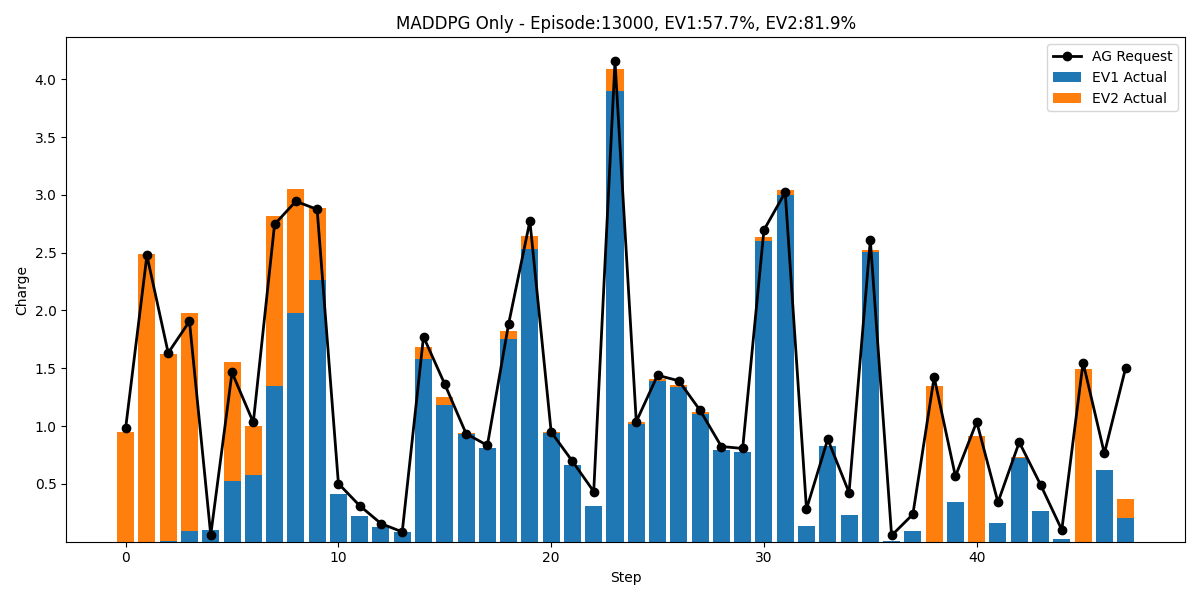 MADDPG Only - Episode:13000, EV1:57.7%, EV2:81.9%
AG Request
EV1 Actual
EV2 Actual
Charge
4.0
3.5
3.0
2.5
2.0
1.5
1.0
0.5
0 10 20 30 40
Step